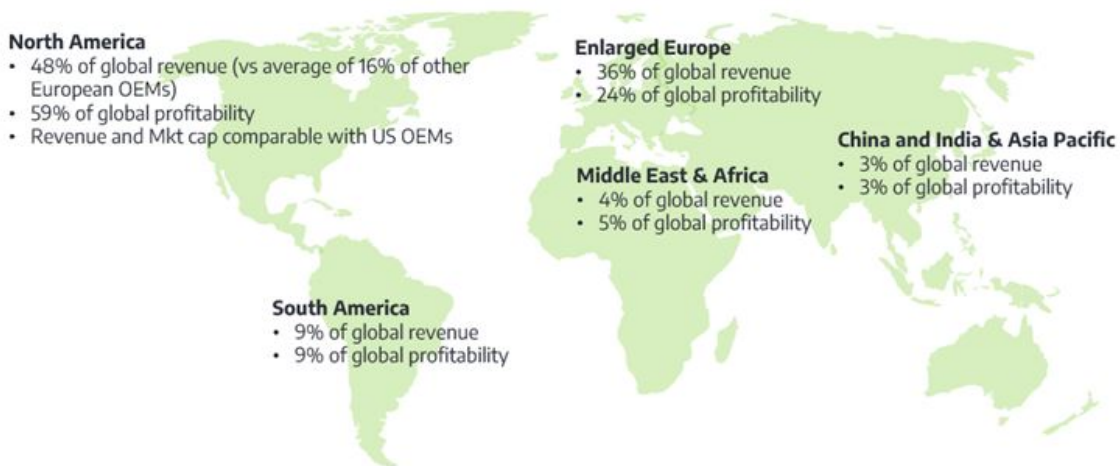 North America
• 48% of global revenue (vs average of 16% of other
European OEMs)
• 59% of global profitability
• Revenue and Mkt cap comparable with US OEMs
Enlarged Europe
• 36% of global revenue
• 24% of global profitability
China and India & Asia Pacific
• 3% of global revenue
• 3% of global profitability
Middle East & Africa
• 4% of global revenue
• 5% of global profitability
South America
• 9% of global revenue
• 9% of global profitability